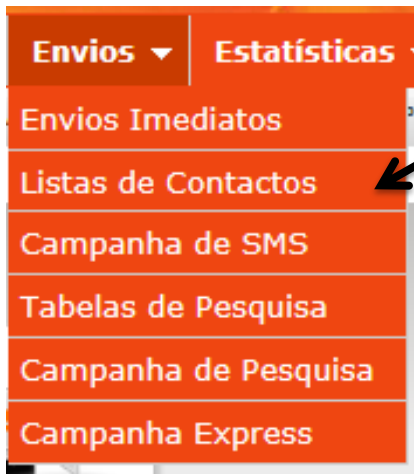 Envios Estatísticas
Envios Imediatos
Listas de Contactos
Campanha de SMS
Tabelas de Pesquisa
Campanha de Pesquisa
Campanha Express